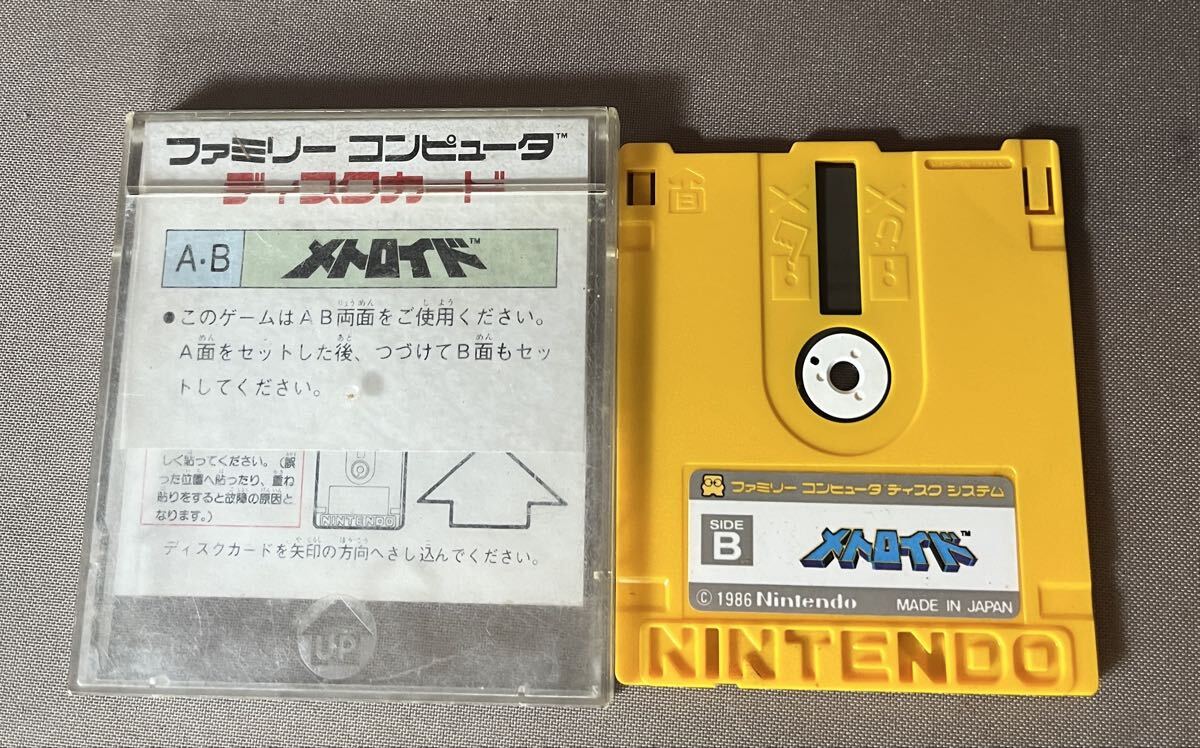 ファミリー コンピュータ™
ディスクカード
A・B
メトロイド™
●このゲームはAB両面をご使用ください。
A面をセットした後、つづけてB面もセッ
トしてください。
しく貼ってください。(誤
った位置へ貼ったり、重ね
貼りをすると故障の原因と
なります。)
NINTENDO
ディスクカードを矢印の方向へさし込んでください。
UP
MADE IN JAPAN
ファミリー コンピュータ ディスク システム
SIDE
B
メトロイド™
© 1986 Nintendo
MADE IN JAPAN
NINTENDO